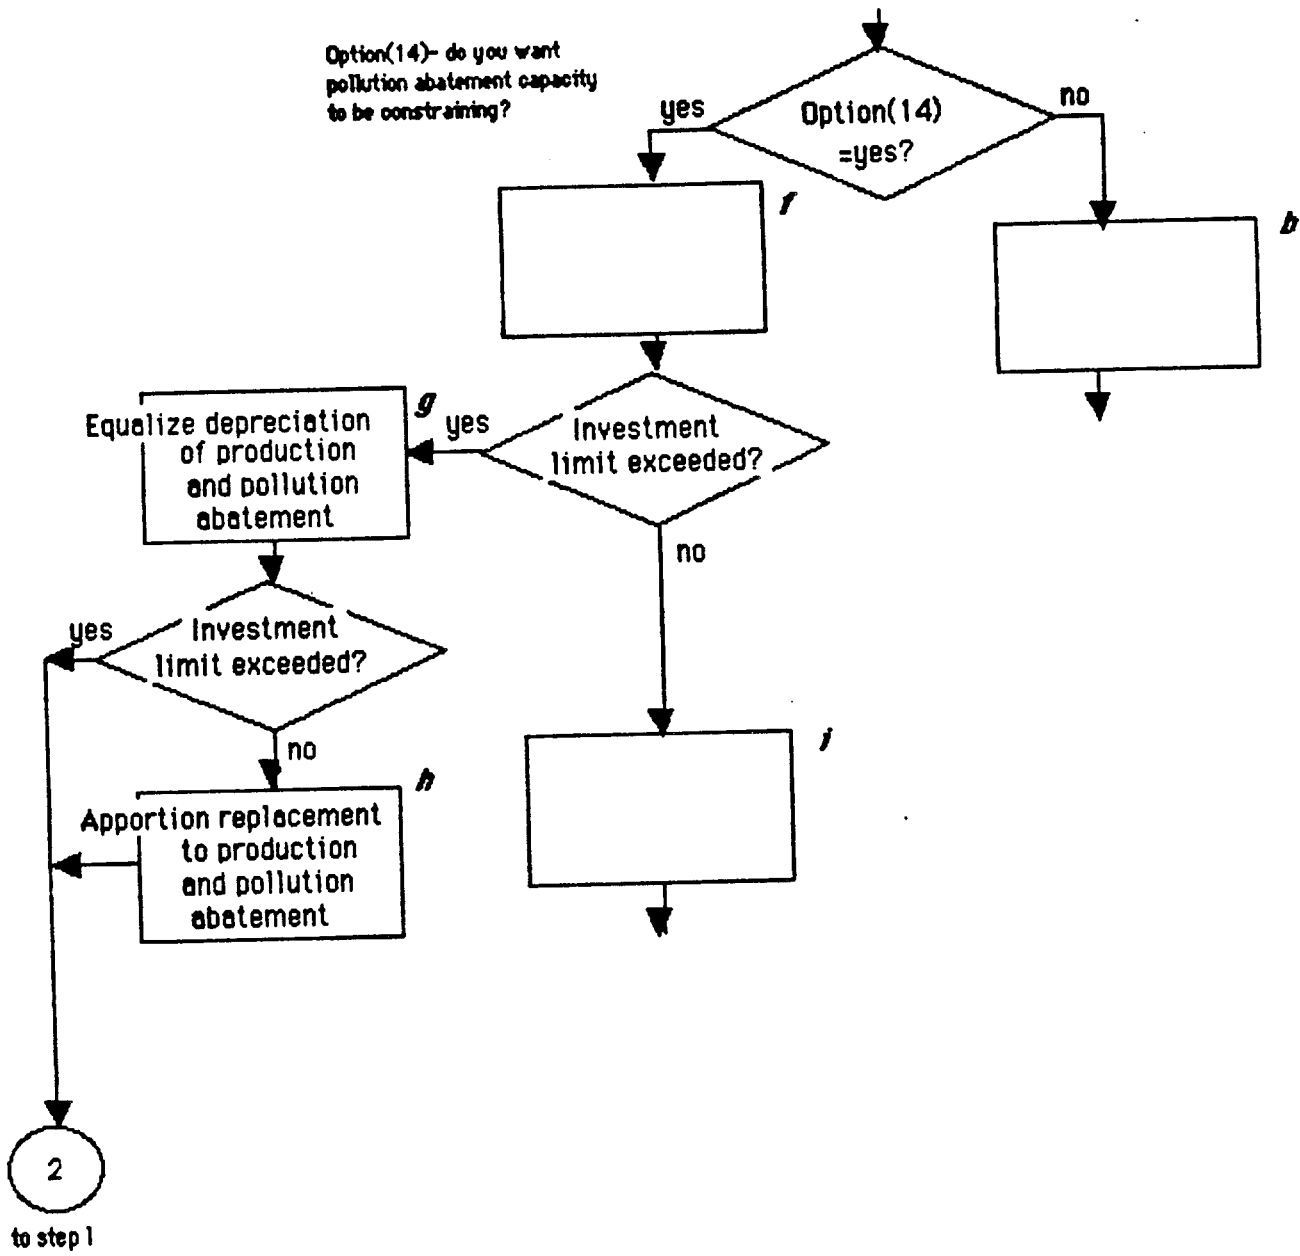 Option(14)- do you want
pollution abatement capacity
to be constraining?
yes
Option(14)
=yes?
no
f
b
g
Equalize depreciation
of production
and pollution
abatement
yes
Investment
limit exceeded?
no
yes
Investment
limit exceeded?
no
h
Apportion replacement
to production
and pollution
abatement
i
2
to step 1